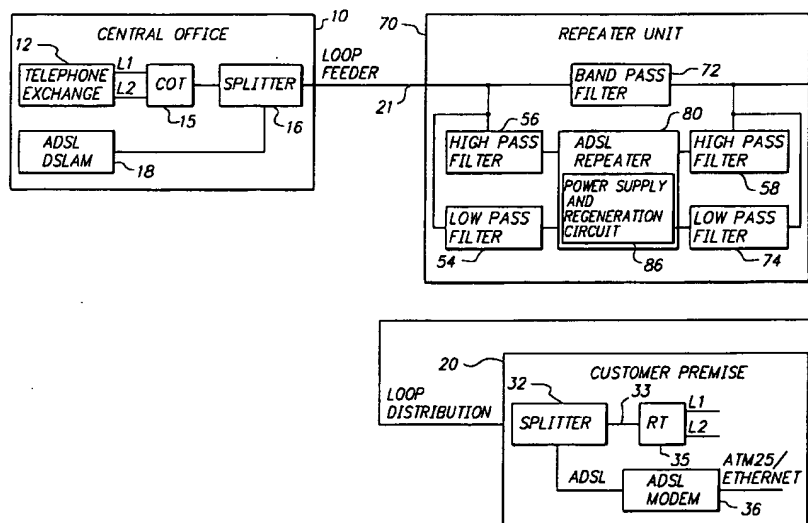 CENTRAL OFFICE
10
12
TELEPHONE
EXCHANGE
L1
L2
COT
15
SPLITTER
16
ADSL
DSLAM
18
LOOP
FEEDER
21
70
REPEATER UNIT
BAND PASS
FILTER
72
56
HIGH PASS
FILTER
80
ADSL
REPEATER
POWER SUPPLY
AND
REGENERATION
CIRCUIT
86
HIGH PASS
FILTER
58
LOW PASS
FILTER
54
LOW PASS
FILTER
74
20
LOOP
DISTRIBUTION
CUSTOMER PREMISE
32
SPLITTER
33
RT
35
L1
L2
ADSL
ADSL
MODEM
36
ATM25/
ETHERNET